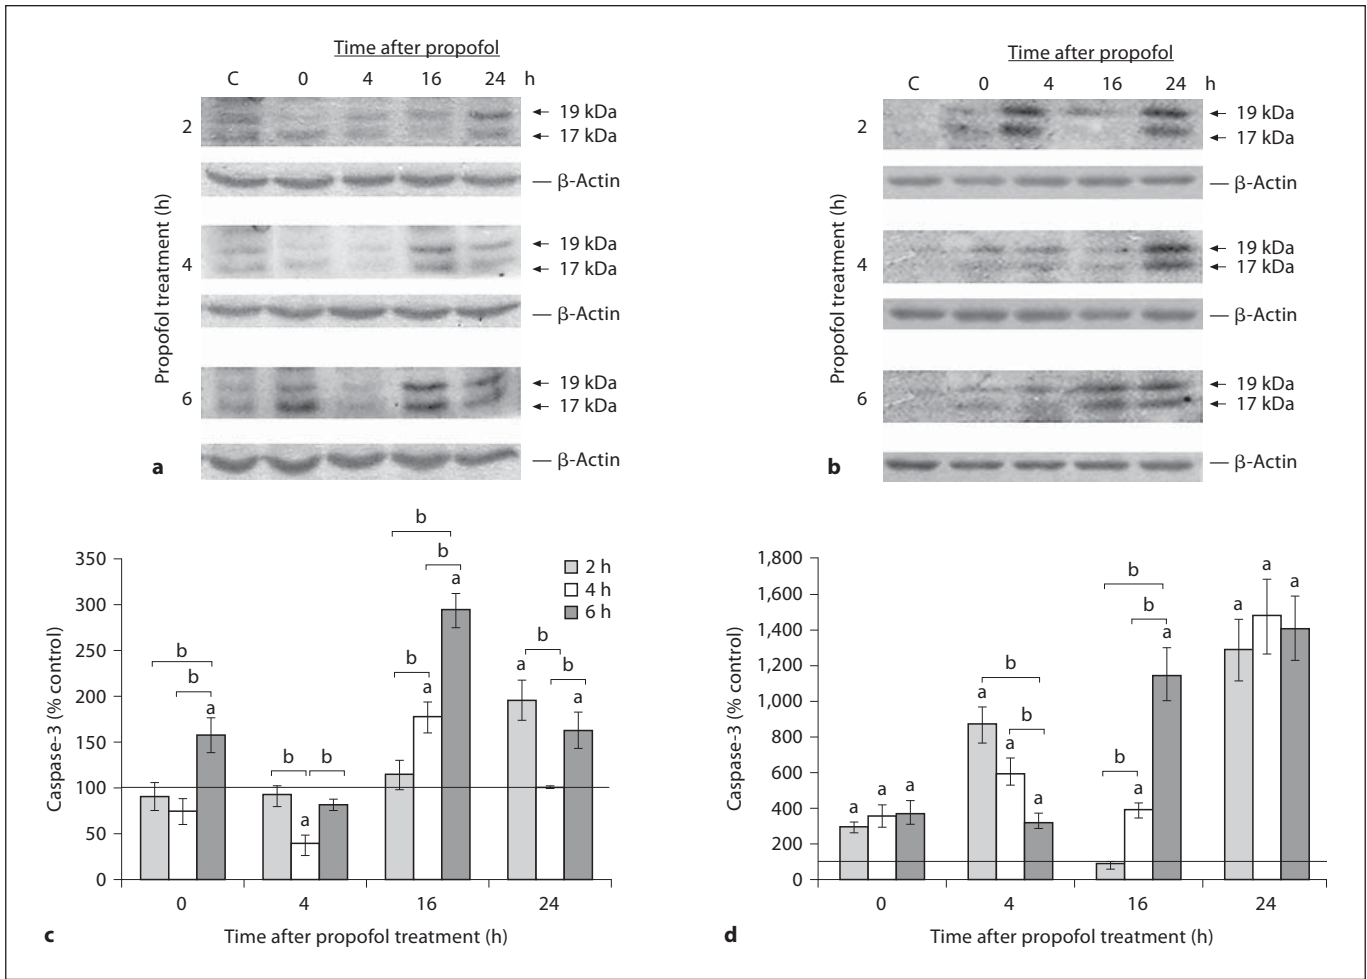 Time after propofol
C 0 4 16 24 h
Propofol treatment (h)
2
19 kDa
17 kDa
β-Actin
4
19 kDa
17 kDa
β-Actin
6
19 kDa
17 kDa
β-Actin
a
Time after propofol
C 0 4 16 24 h
Propofol treatment (h)
2
19 kDa
17 kDa
β-Actin
4
19 kDa
17 kDa
β-Actin
6
19 kDa
17 kDa
β-Actin
b
Caspase-3 (% control)
350
300
250
200
150
100
50
0
2 h
4 h
6 h
b
b
a
b
b
a
b
b
a
b
b
a
a
b
b
a
0 4 16 24
Time after propofol treatment (h)
c
Caspase-3 (% control)
1,800
1,600
1,400
1,200
1,000
800
600
400
200
0
a
a
a
b
a
b
a
a
b
b
a
b
a
a
a
a
0 4 16 24
Time after propofol treatment (h)
d